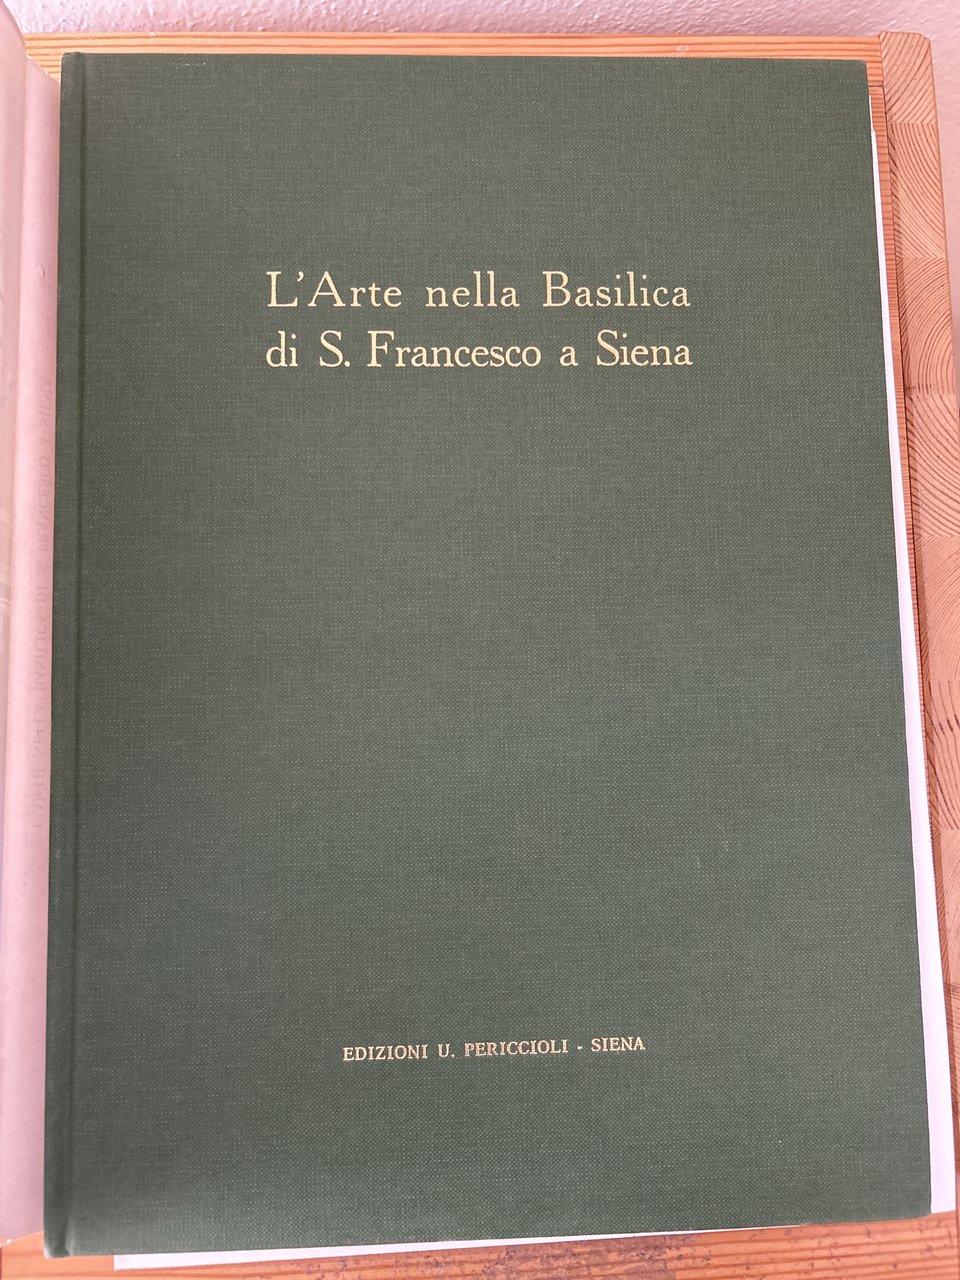 L'Arte nella Basilica
di S. Francesco a Siena
EDIZIONI U. PERICCIOLI - SIENA